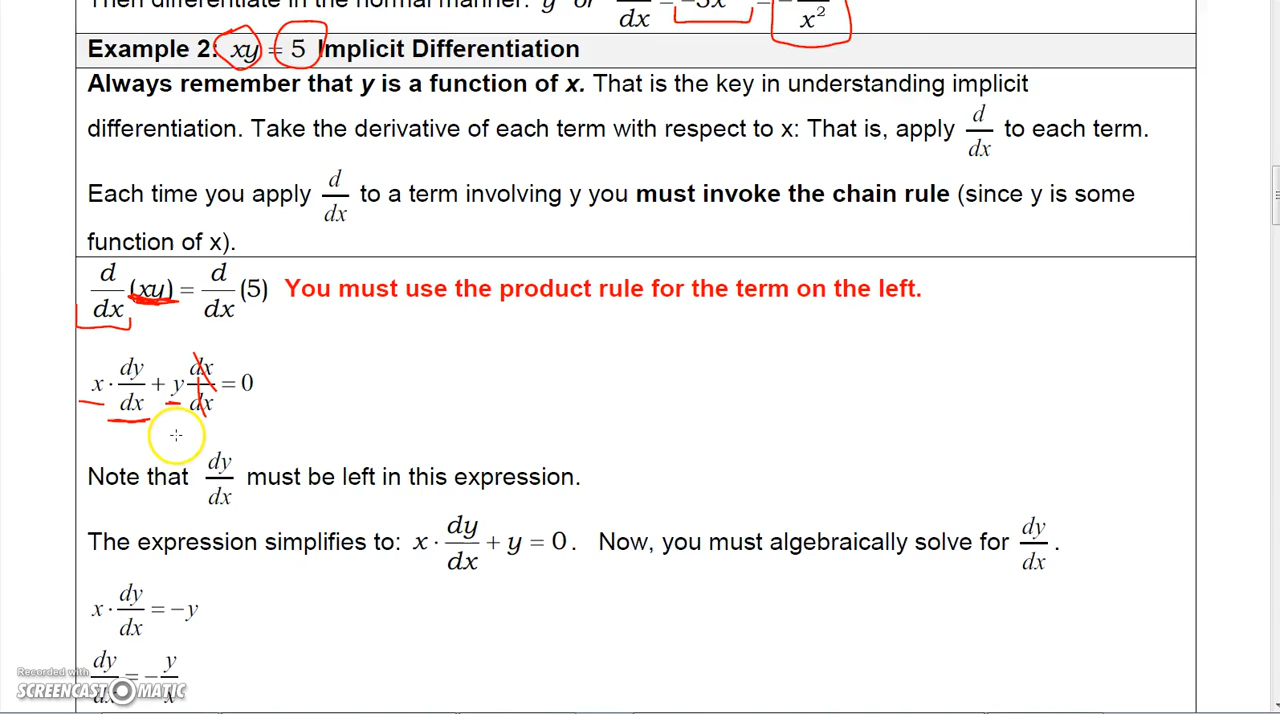 Then differentiate in the normal manner: y' or dy/dx = -5x
x²
Example 2: xy = 5 Implicit Differentiation
Always remember that y is a function of x. That is the key in understanding implicit
differentiation. Take the derivative of each term with respect to x: That is, apply d/dx to each term.
Each time you apply d/dx to a term involving y you must invoke the chain rule (since y is some
function of x).
d/dx (xy) = d/dx (5) You must use the product rule for the term on the left.
x · dy/dx + y dx/dx = 0
Note that dy/dx must be left in this expression.
The expression simplifies to: x · dy/dx + y = 0. Now, you must algebraically solve for dy/dx.
x · dy/dx = -y
dy/dx = - y/x
Recorded with
SCREENCAST-O-MATIC